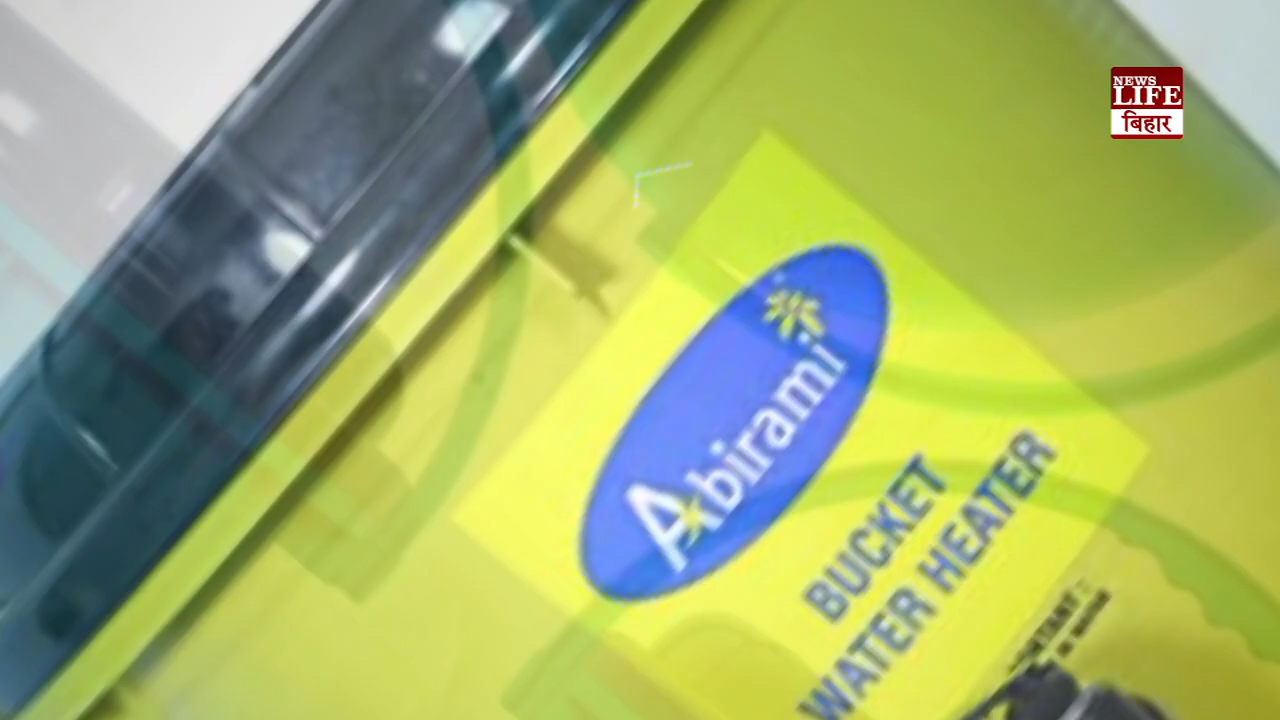 NEWS
LIFE
बिहार
Abirami
BUCKET
WATER HEATER